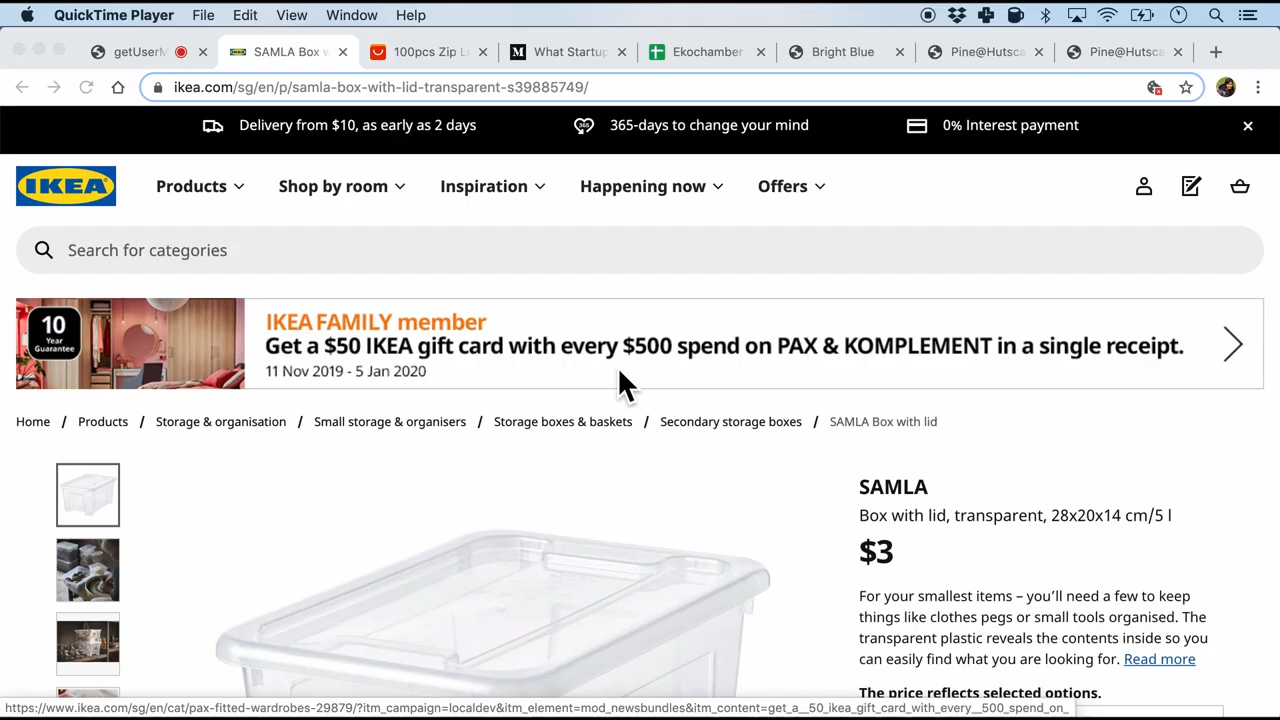 QuickTime Player File Edit View Window Help
getUserM
SAMLA Box w
100pcs Zip L
What Startup
Ekochamber
Bright Blue
Pine@Hutsca
Pine@Hutsca
ikea.com/sg/en/p/samla-box-with-lid-transparent-s39885749/
Delivery from $10, as early as 2 days
365-days to change your mind
0% Interest payment
IKEA
Products Shop by room Inspiration Happening now Offers
Search for categories
10
Year
Guarantee
IKEA FAMILY member
Get a $50 IKEA gift card with every $500 spend on PAX & KOMPLEMENT in a single receipt.
11 Nov 2019 - 5 Jan 2020
Home / Products / Storage & organisation / Small storage & organisers / Storage boxes & baskets / Secondary storage boxes / SAMLA Box with lid
SAMLA
Box with lid, transparent, 28x20x14 cm/5 l
$3
For your smallest items – you’ll need a few to keep
things like clothes pegs or small tools organised. The
transparent plastic reveals the contents inside so you
can easily find what you are looking for. Read more
The price reflects selected options.
https://www.ikea.com/sg/en/cat/pax-fitted-wardrobes-29879/?itm_campaign=localdev&itm_element=mod_newsbundles&itm_content=get_a__50_ikea_gift_card_with_every__500_spend_on_